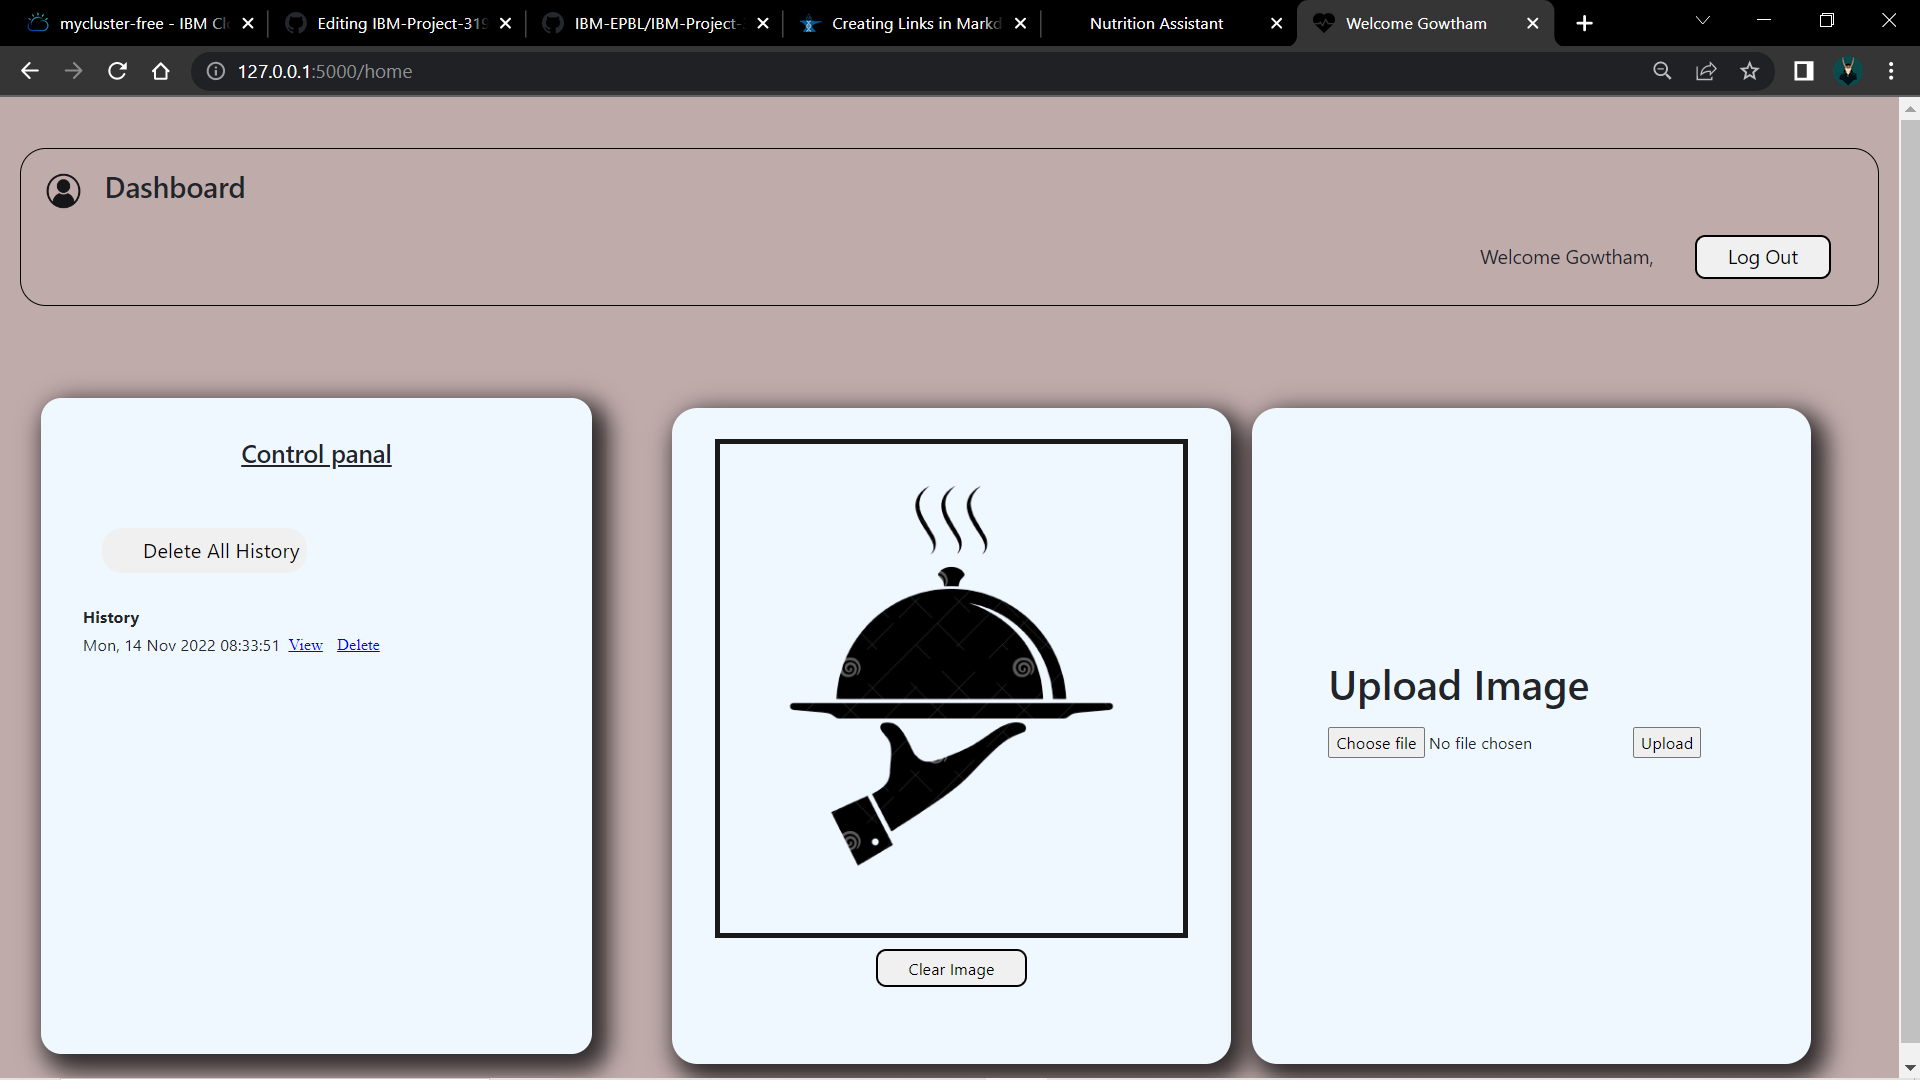 mycluster-free - IBM Cl
Editing IBM-Project-319
IBM-EPBL/IBM-Project-
Creating Links in Markd
Nutrition Assistant
Welcome Gowtham
127.0.0.1:5000/home
Dashboard
Welcome Gowtham,
Log Out
Control panal
Delete All History
History
Mon, 14 Nov 2022 08:33:51 View Delete
Clear Image
Upload Image
Choose file No file chosen
Upload